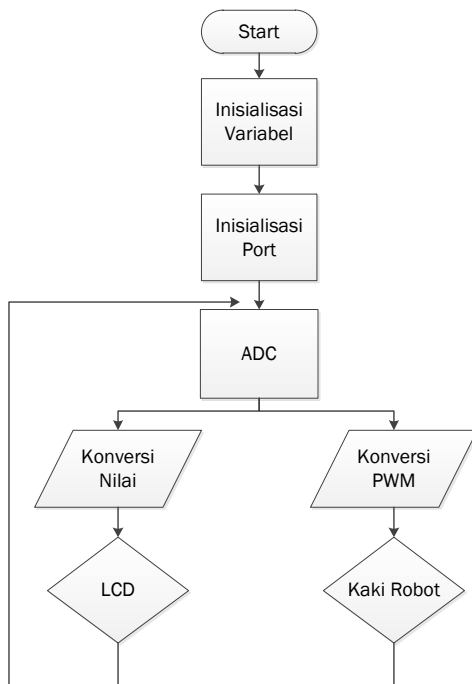 Start
Inisialisasi
Variabel
Inisialisasi
Port
ADC
Konversi
Nilai
Konversi
PWM
LCD
Kaki Robot